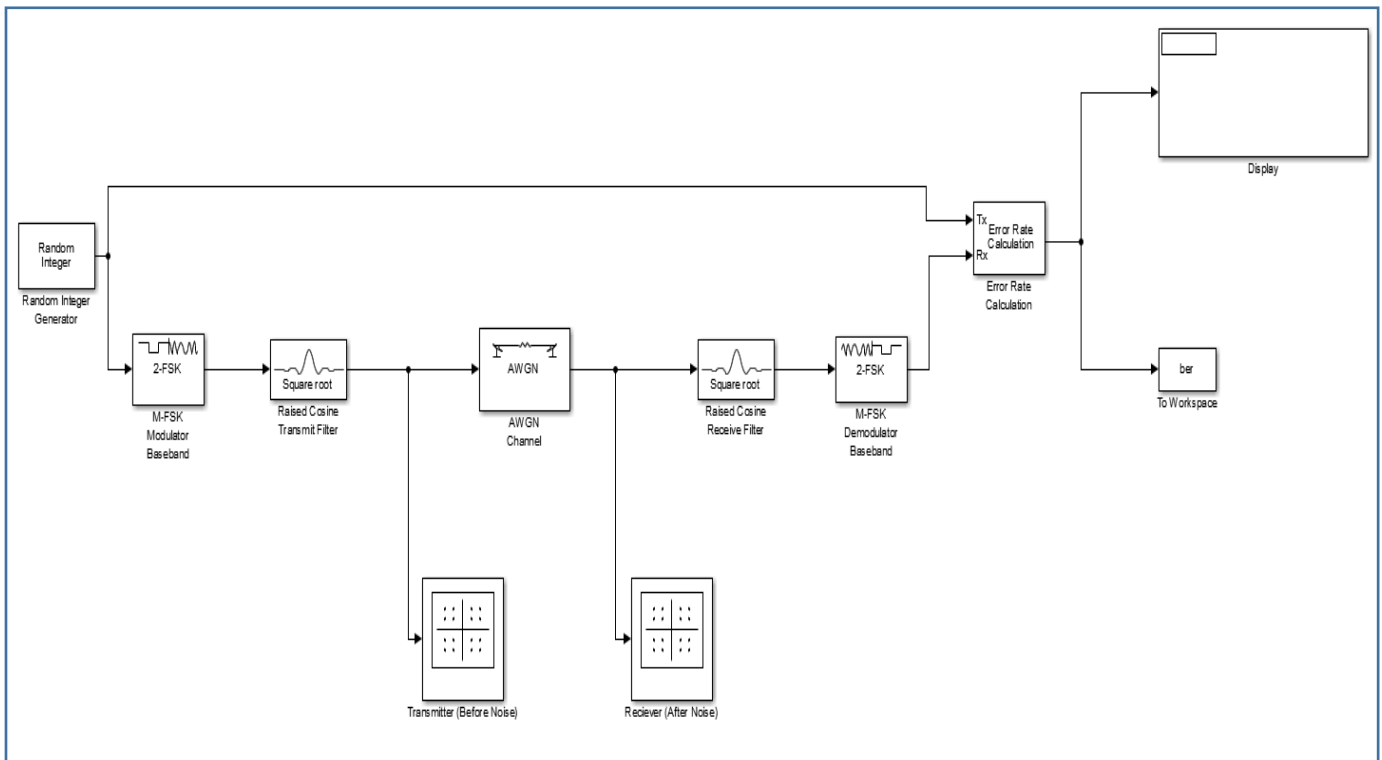 Display
Random
Integer
Random Integer
Generator
Tx
Error Rate
Calculation
Rx
Error Rate
Calculation
2-FSK
M-FSK
Modulator
Baseband
Square root
Raised Cosine
Transmit Filter
AWGN
AWGN
Channel
Square root
Raised Cosine
Receive Filter
2-FSK
M-FSK
Demodulator
Baseband
ber
To Workspace
Transmitter (Before Noise)
Reciever (After Noise)